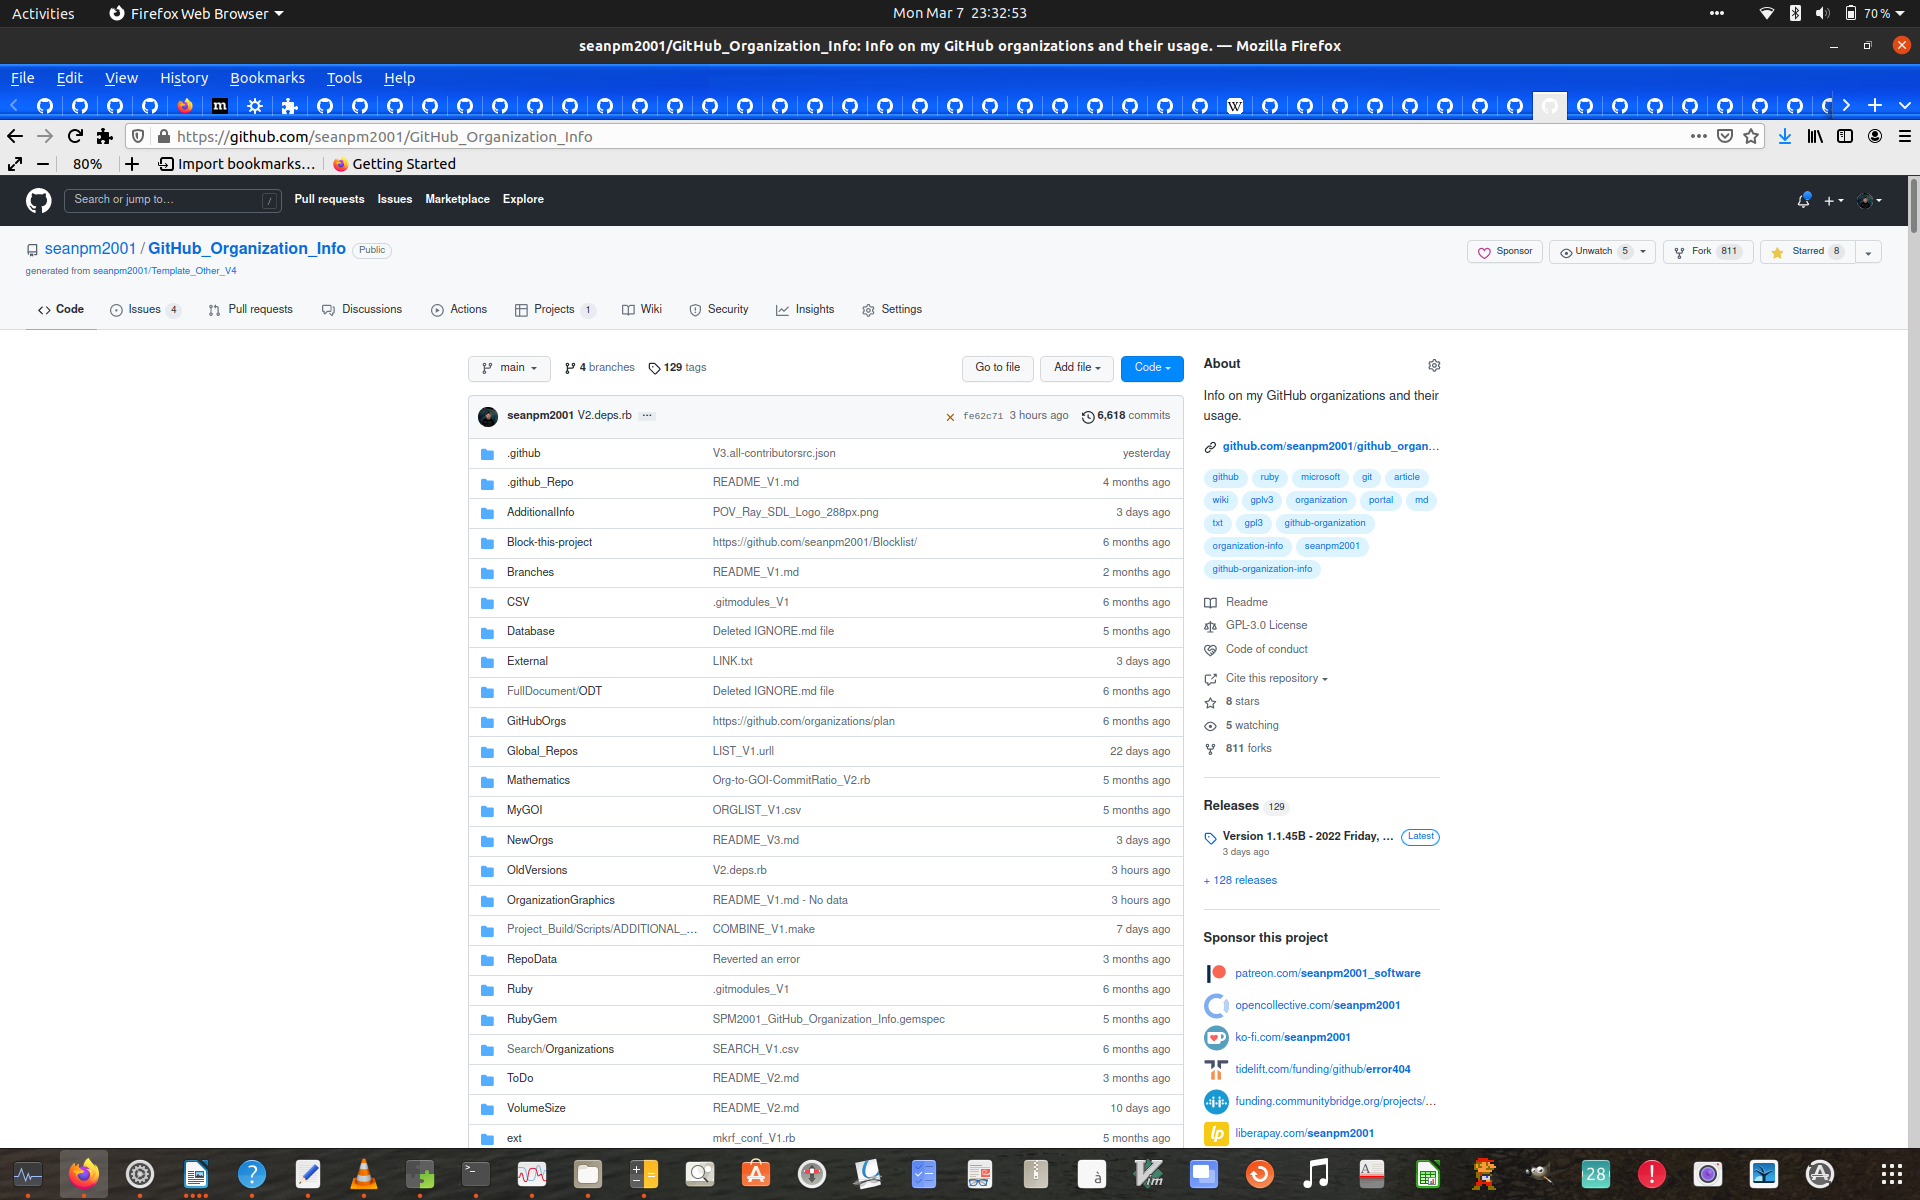 Activities Firefox Web Browser Mon Mar 7 23:32:53 70 %
seanpm2001/GitHub_Organization_Info: Info on my GitHub organizations and their usage. — Mozilla Firefox
File Edit View History Bookmarks Tools Help
https://github.com/seanpm2001/GitHub_Organization_Info
80% Import bookmarks... Getting Started
Search or jump to... / Pull requests Issues Marketplace Explore
seanpm2001 / GitHub_Organization_Info Public Sponsor Unwatch 5 Fork 811 Starred 8
generated from seanpm2001/Template_Other_V4
Code Issues 4 Pull requests Discussions Actions Projects 1 Wiki Security Insights Settings
main 4 branches 129 tags Go to file Add file Code
seanpm2001 V2.deps.rb ... fe62c71 3 hours ago 6,618 commits
.github V3.all-contributorsrc.json yesterday
.github_Repo README_V1.md 4 months ago
AdditionalInfo POV_Ray_SDL_Logo_288px.png 3 days ago
Block-this-project https://github.com/seanpm2001/Blocklist/ 6 months ago
Branches README_V1.md 2 months ago
CSV .gitmodules_V1 6 months ago
Database Deleted IGNORE.md file 5 months ago
External LINK.txt 3 days ago
FullDocument/ODT Deleted IGNORE.md file 6 months ago
GitHubOrgs https://github.com/organizations/plan 6 months ago
Global_Repos LIST_V1.urll 22 days ago
Mathematics Org-to-GOI-CommitRatio_V2.rb 5 months ago
MyGOI ORGLIST_V1.csv 5 months ago
NewOrgs README_V3.md 3 days ago
OldVersions V2.deps.rb 3 hours ago
OrganizationGraphics README_V1.md - No data 3 hours ago
Project_Build/Scripts/ADDITIONAL_... COMBINE_V1.make 7 days ago
RepoData Reverted an error 3 months ago
Ruby .gitmodules_V1 6 months ago
RubyGem SPM2001_GitHub_Organization_Info.gemspec 5 months ago
Search/Organizations SEARCH_V1.csv 6 months ago
ToDo README_V2.md 3 months ago
VolumeSize README_V2.md 10 days ago
ext mkrf_conf_V1.rb 5 months ago
About
Info on my GitHub organizations and their
usage.
github.com/seanpm2001/github_organ...
github ruby microsoft git article
wiki gplv3 organization portal md
txt gpl3 github-organization
organization-info seanpm2001
github-organization-info
Readme
GPL-3.0 License
Code of conduct
Cite this repository
8 stars
5 watching
811 forks
Releases 129
Version 1.1.45B - 2022 Friday, ... Latest
3 days ago
+ 128 releases
Sponsor this project
patreon.com/seanpm2001_software
opencollective.com/seanpm2001
ko-fi.com/seanpm2001
tidelift.com/funding/github/error404
funding.communitybridge.org/projects/...
liberapay.com/seanpm2001
28